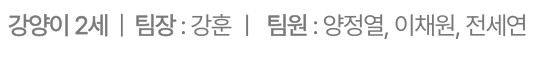 강양이 2세 | 팀장 : 강훈 | 팀원 : 양정열, 이채원, 전세연